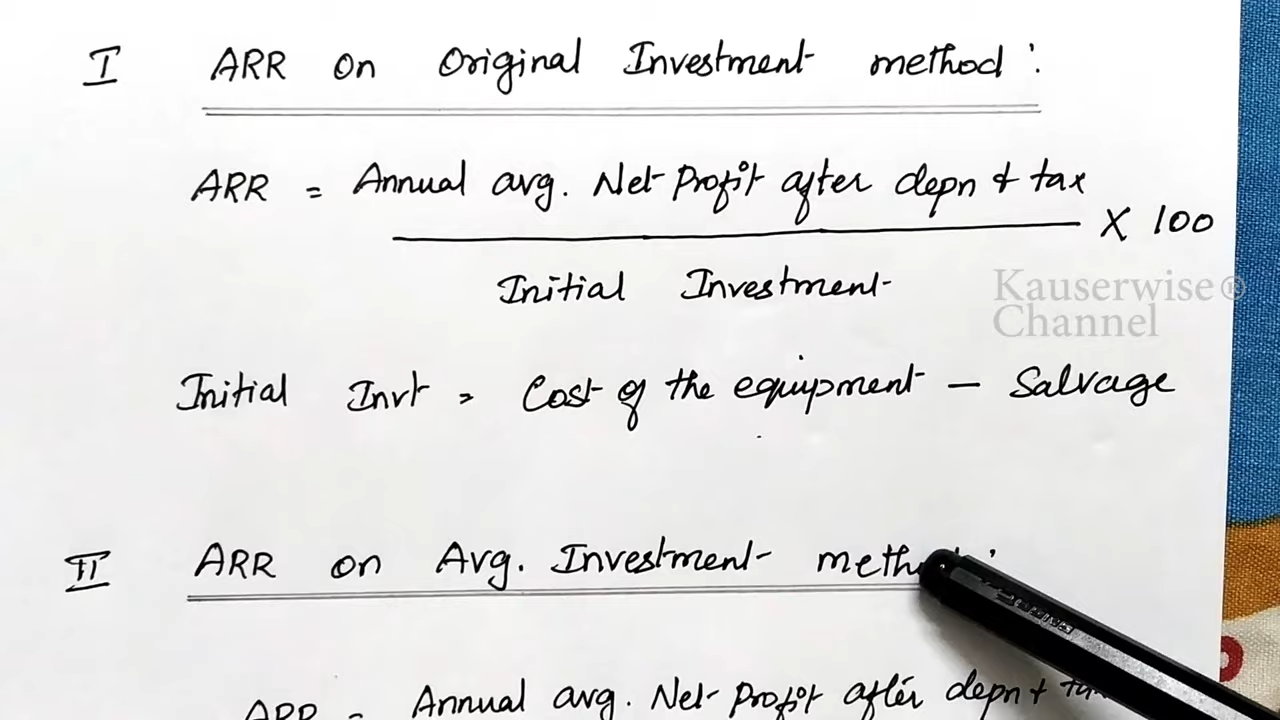 I ARR on Original Investment method :
ARR = Annual avg. Net Profit after depn & tax
X 100
Initial Investment
Kauserwise®
Channel
Initial Invt = Cost of the equipment - Salvage
II ARR on Avg. Investment
ARR = Annual avg. Net Profit after depn &